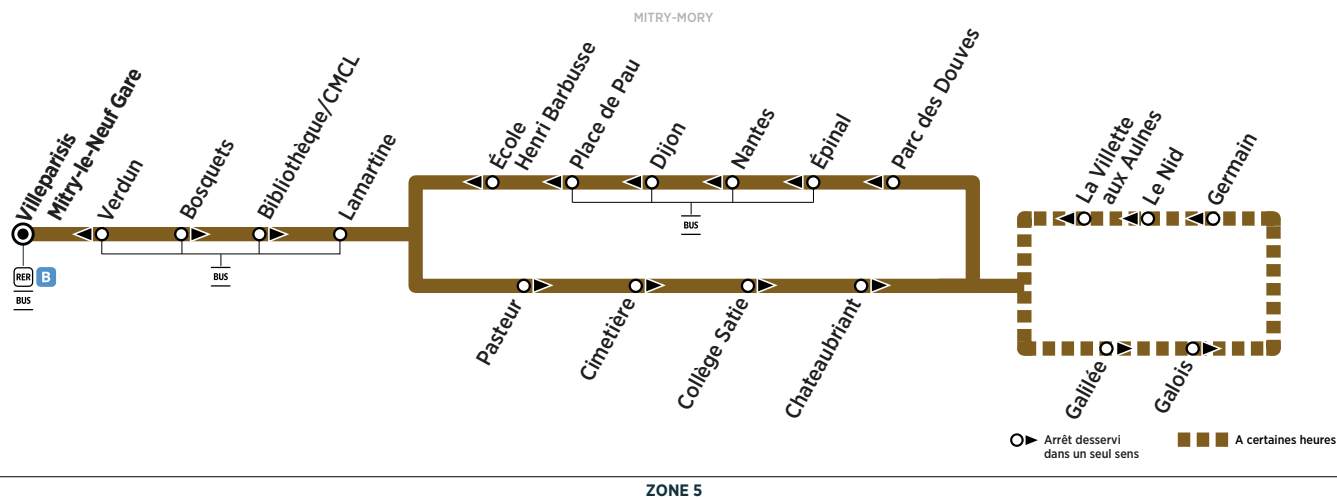 MITRY-MORY
Villeparisis
Mitry-le-Neuf Gare
Verdun
Bosquets
Bibliothèque/CMCL
Lamartine
École
Henri Barbusse
Place de Pau
Dijon
Nantes
Épinal
Parc des Douves
La Villette
aux Aulnes
Le Nid
Germain
RER B
BUS
BUS
BUS
Pasteur
Cimetière
Collège Satie
Chateaubriant
Galilée
Galois
Arrêt desservi
dans un seul sens
A certaines heures
ZONE 5